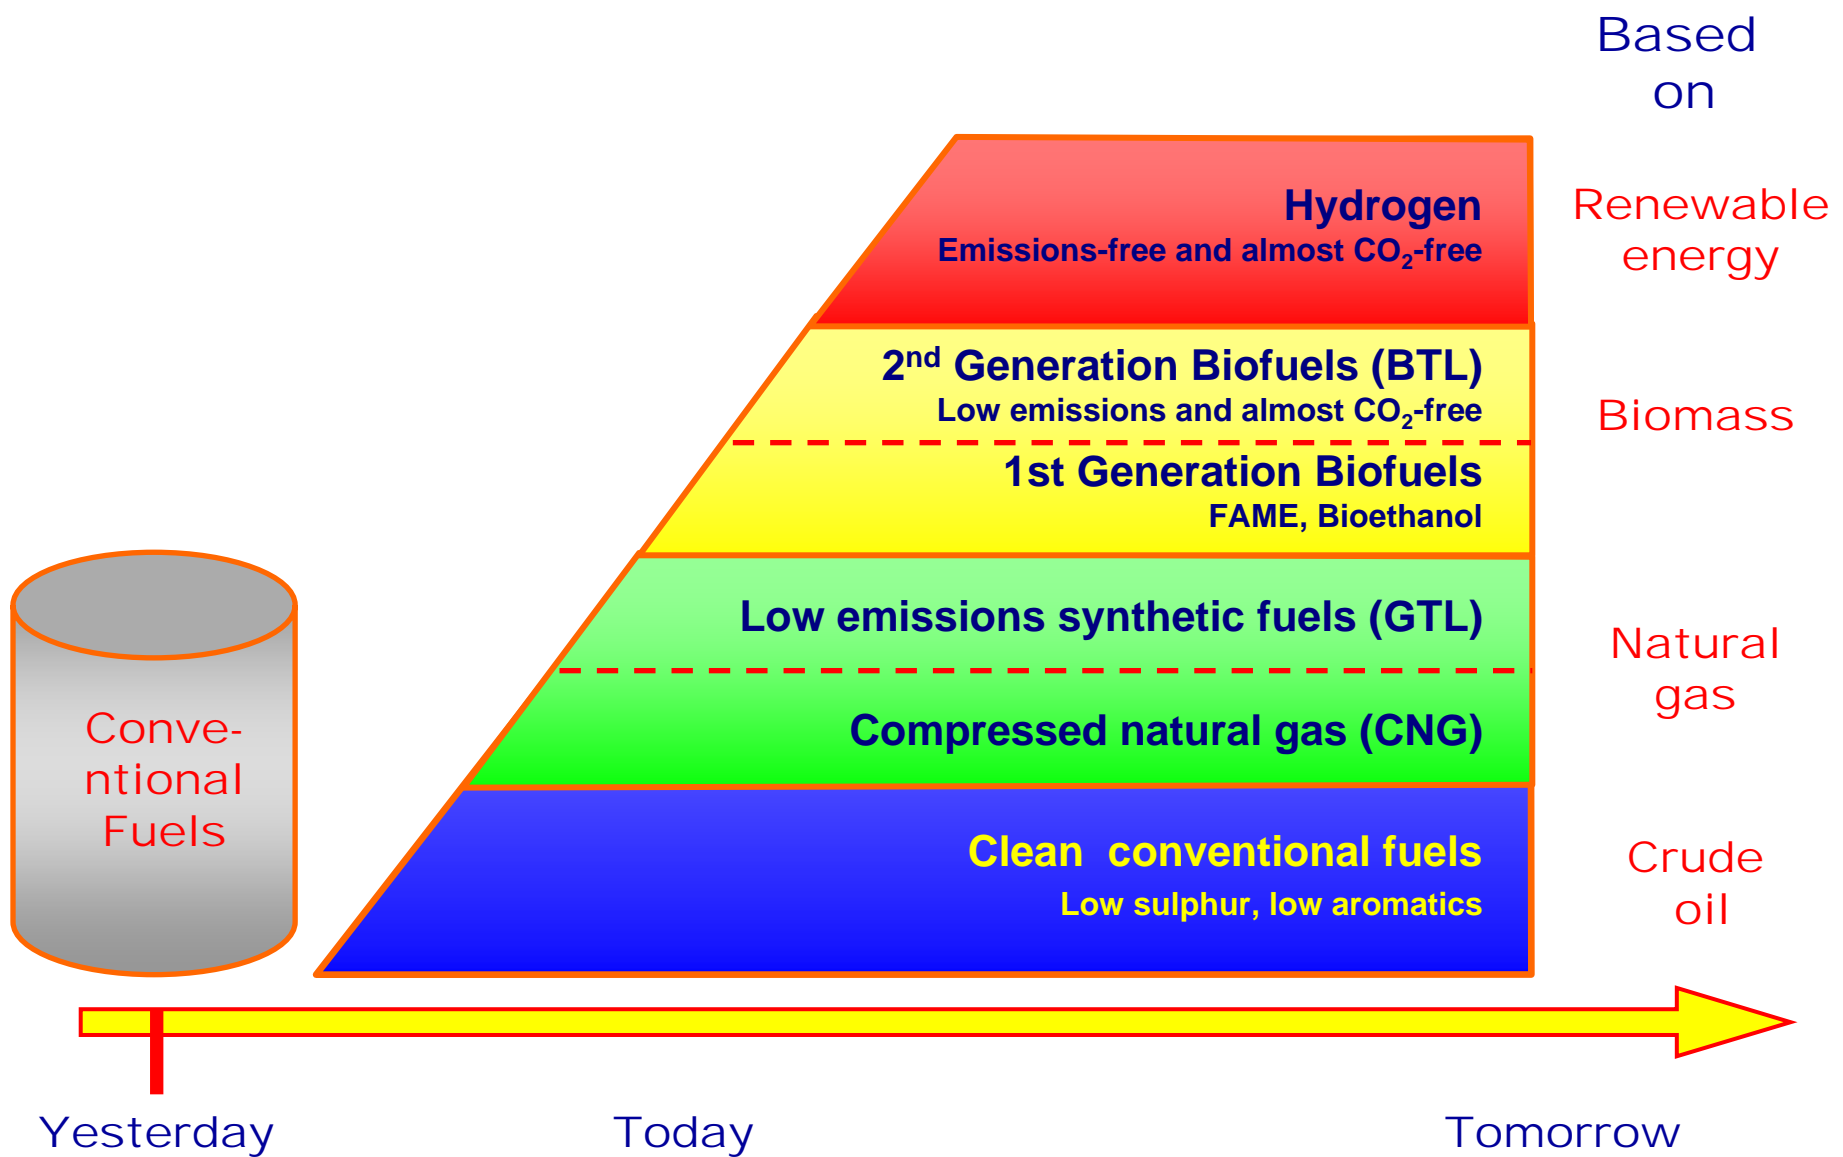 Based
on
Hydrogen
Emissions-free and almost CO₂-free
Renewable
energy
2ⁿᵈ Generation Biofuels (BTL)
Low emissions and almost CO₂-free
Biomass
1st Generation Biofuels
FAME, Bioethanol
Low emissions synthetic fuels (GTL)
Natural
gas
Compressed natural gas (CNG)
Conve-
ntional
Fuels
Clean conventional fuels
Low sulphur, low aromatics
Crude
oil
Yesterday
Today
Tomorrow